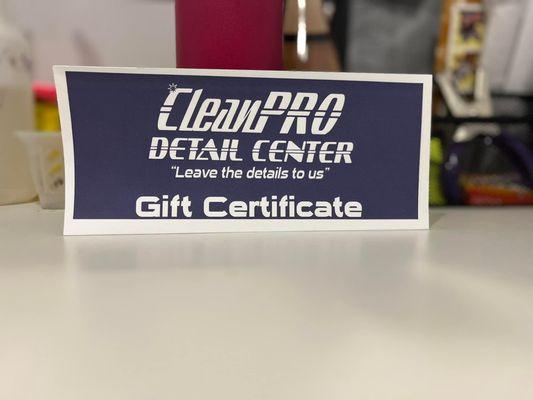 CleanPRO
DETAIL CENTER
"Leave the details to us"
Gift Certificate